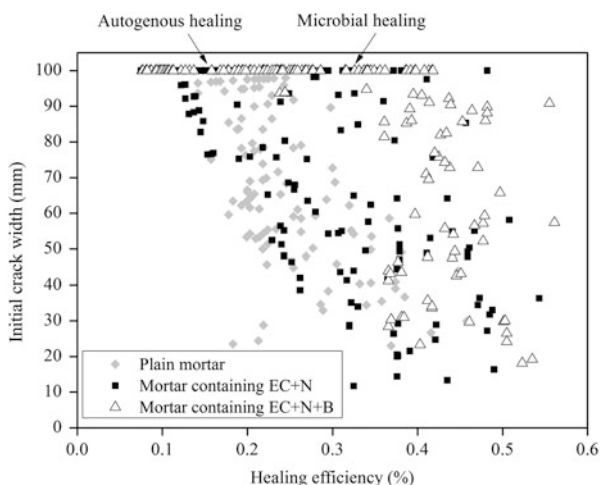 Autogenous healing Microbial healing
100
90
80
70
60
50
40
30
20
10
0
Initial crack width (mm)
Plain mortar
Mortar containing EC+N
Mortar containing EC+N+B
0.0 0.1 0.2 0.3 0.4 0.5 0.6
Healing efficiency (%)